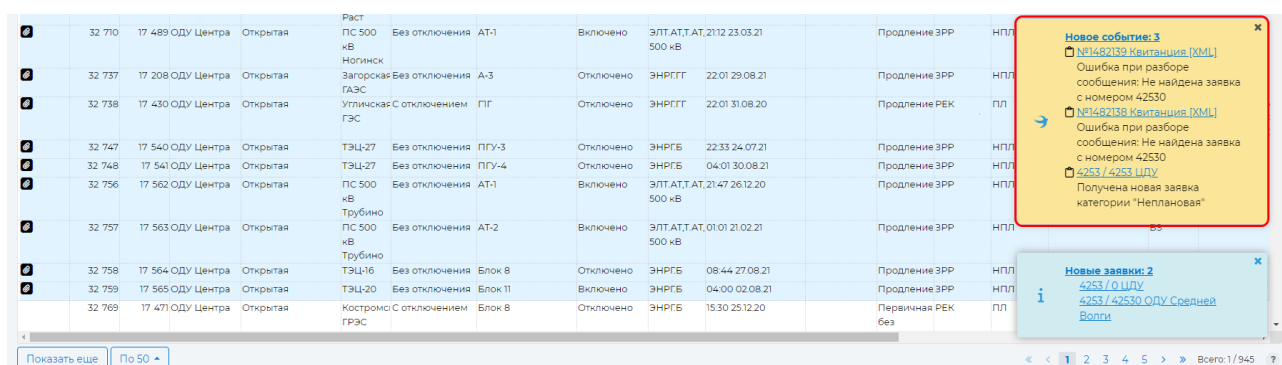 Раст
32 710 17 489 ОДУ Центра Открытая ПС 500 Без отключения АТ-1 Включено ЭЛТ.АТ,Т.АТ, 21:12 23.03.21 Продление ЗРР НПЛ
кВ 500 кВ
Ногинск
32 737 17 208 ОДУ Центра Открытая Загорская Без отключения А-3 Отключено ЭНРГ.ГГ 22:01 29.08.21 Продление ЗРР НПЛ
ГАЭС
32 738 17 430 ОДУ Центра Открытая Угличская С отключением ГГ Отключено ЭНРГ.ГГ 22:01 31.08.20 Продление РЕК ПЛ
ГЭС
32 747 17 540 ОДУ Центра Открытая ТЭЦ-27 Без отключения ПГУ-3 Отключено ЭНРГ.Б 22:33 24.07.21 Продление ЗРР НПЛ
32 748 17 541 ОДУ Центра Открытая ТЭЦ-27 Без отключения ПГУ-4 Отключено ЭНРГ.Б 04:01 30.08.21 Продление ЗРР НПЛ
32 756 17 562 ОДУ Центра Открытая ПС 500 Без отключения АТ-1 Включено ЭЛТ.АТ,Т.АТ, 21:47 26.12.20 Продление ЗРР НПЛ
кВ 500 кВ
Трубино
32 757 17 563 ОДУ Центра Открытая ПС 500 Без отключения АТ-2 Включено ЭЛТ.АТ,Т.АТ, 01:01 21.02.21 Продление ЗРР НПЛ
кВ 500 кВ
Трубино
32 758 17 564 ОДУ Центра Открытая ТЭЦ-16 Без отключения Блок 8 Отключено ЭНРГ.Б 08:44 27.08.21 Продление ЗРР НПЛ
32 759 17 565 ОДУ Центра Открытая ТЭЦ-20 Без отключения Блок 11 Включено ЭНРГ.Б 04:00 02.08.21 Продление ЗРР НПЛ
32 769 17 471 ОДУ Центра Открытая Костромс С отключением Блок 8 Отключено ЭНРГ.Б 15:30 25.12.20 Первичная РЕК ПЛ
ГРЭС без
Новое событие: 3
№1482139 Квитанция [XML]
Ошибка при разборе
сообщения: Не найдена заявка
с номером 42530
№1482138 Квитанция [XML]
Ошибка при разборе
сообщения: Не найдена заявка
с номером 42530
4253 / 4253 ЦДУ
Получена новая заявка
категории "Неплановая"
Новые заявки: 2
4253 / 0 ЦДУ
4253 / 42530 ОДУ Средней
Волги
Показать еще По 50 « < 1 2 3 4 5 > » Всего: 1 / 945 ?